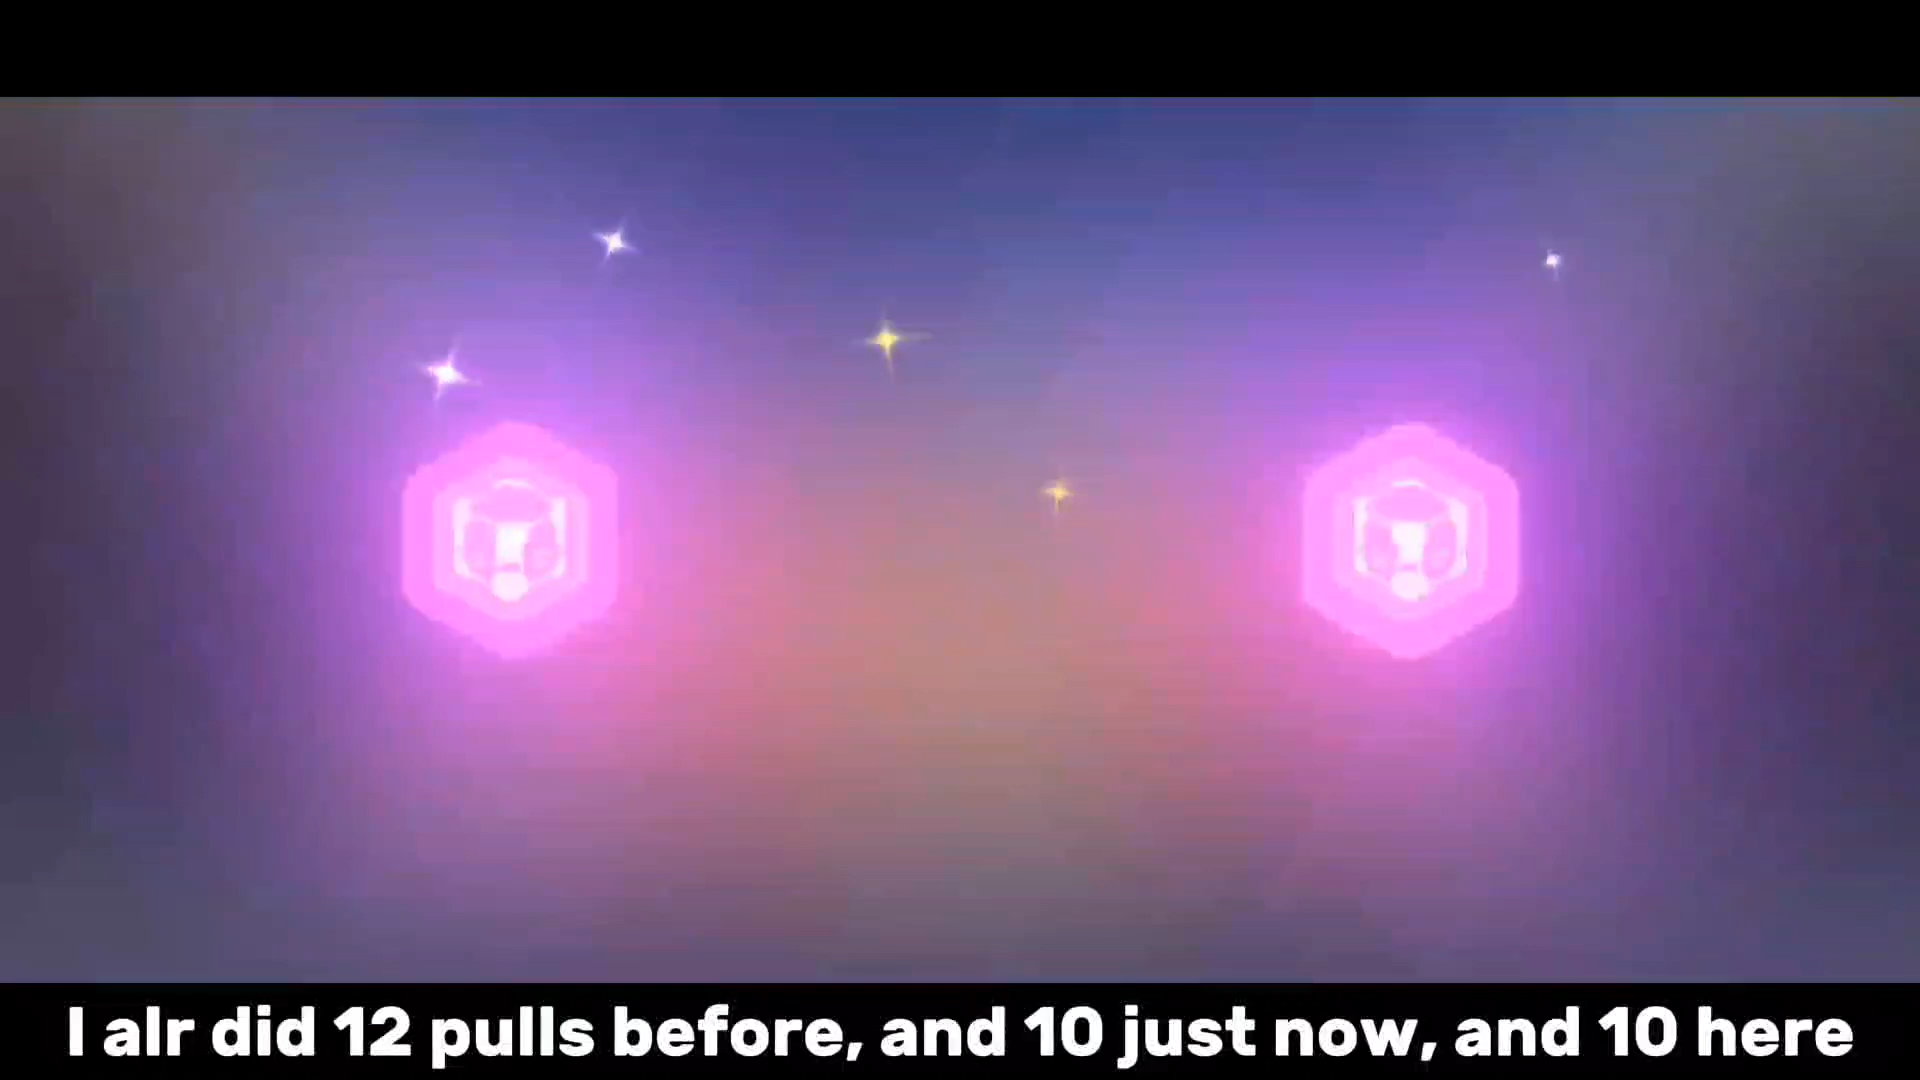 I alr did 12 pulls before, and 10 just now, and 10 here